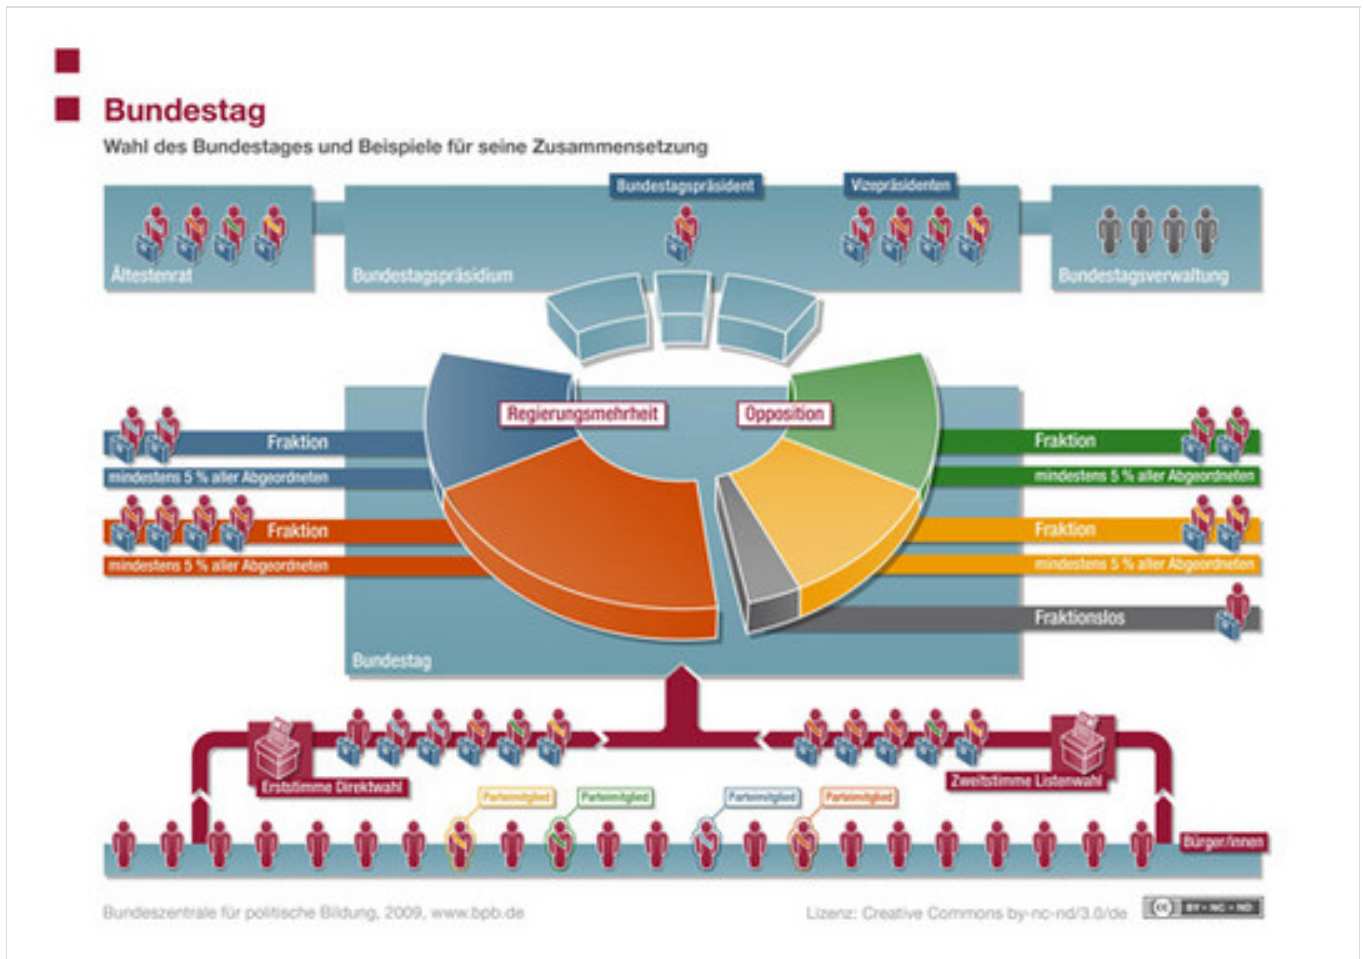 Bundestag
Wahl des Bundestages und Beispiele für seine Zusammensetzung
Bundestagspräsident
Vizepräsidenten
Ältestenrat
Bundestagspräsidium
Bundestagsverwaltung
Regierungsmehrheit
Opposition
Fraktion
mindestens 5 % aller Abgeordneten
Fraktion
mindestens 5 % aller Abgeordneten
Fraktion
mindestens 5 % aller Abgeordneten
Fraktion
mindestens 5 % aller Abgeordneten
Fraktionslos
Bundestag
Erststimme Direktwahl
Zweitstimme Listenwahl
Parteimitglied
Parteimitglied
Parteimitglied
Parteimitglied
Bürger/innen
Bundeszentrale für politische Bildung, 2009, www.bpb.de
Lizenz: Creative Commons by-nc-nd/3.0/de
cc BY - NC - ND